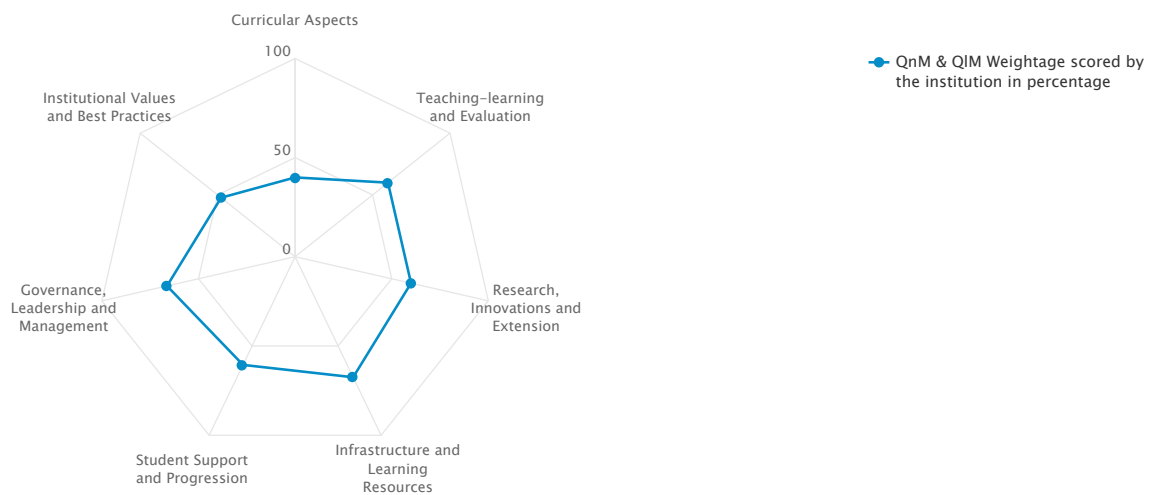 Curricular Aspects
100
Institutional Values
and Best Practices
Teaching-learning
and Evaluation
50
0
Governance,
Leadership and
Management
Research,
Innovations and
Extension
Student Support
and Progression
Infrastructure and
Learning
Resources
QnM & QlM Weightage scored by
the institution in percentage